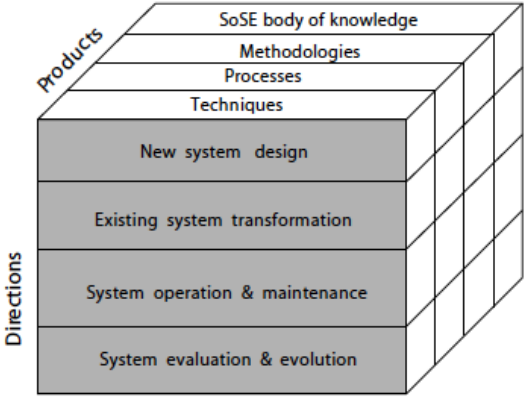 Products
SoSE body of knowledge
Methodologies
Processes
Techniques
Directions
New system design
Existing system transformation
System operation & maintenance
System evaluation & evolution